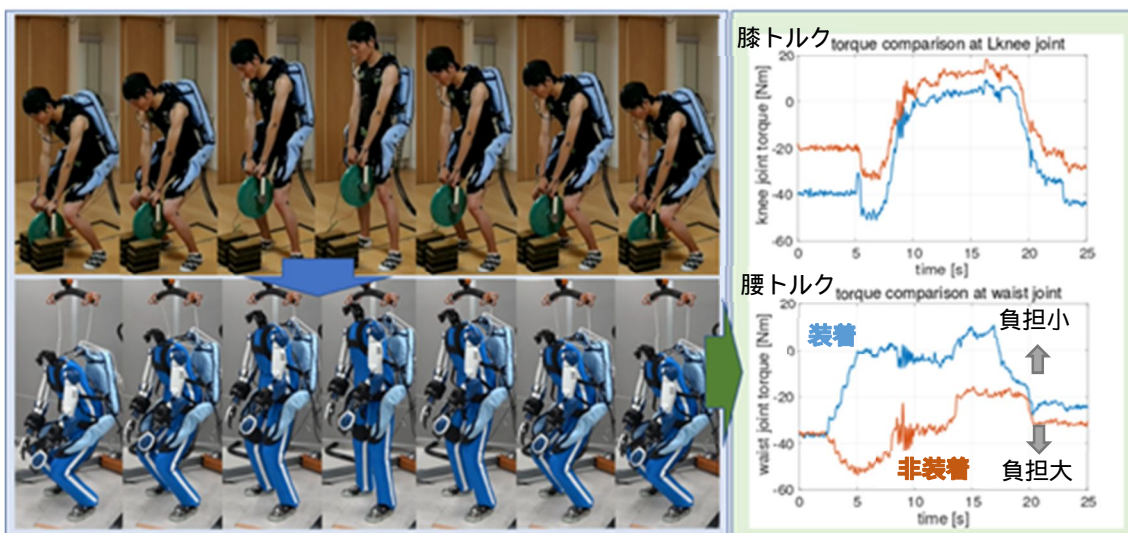 膝トルク
torque comparison at Lknee joint
20
0
-20
-40
-60
knee joint torque [Nm]
0 5 10 15 20 25
time [s]
腰トルク
torque comparison at waist joint
20
0
-20
-40
-60
waist joint torque [Nm]
装着
負担小
非装着
負担大
0 5 10 15 20 25
time [s]